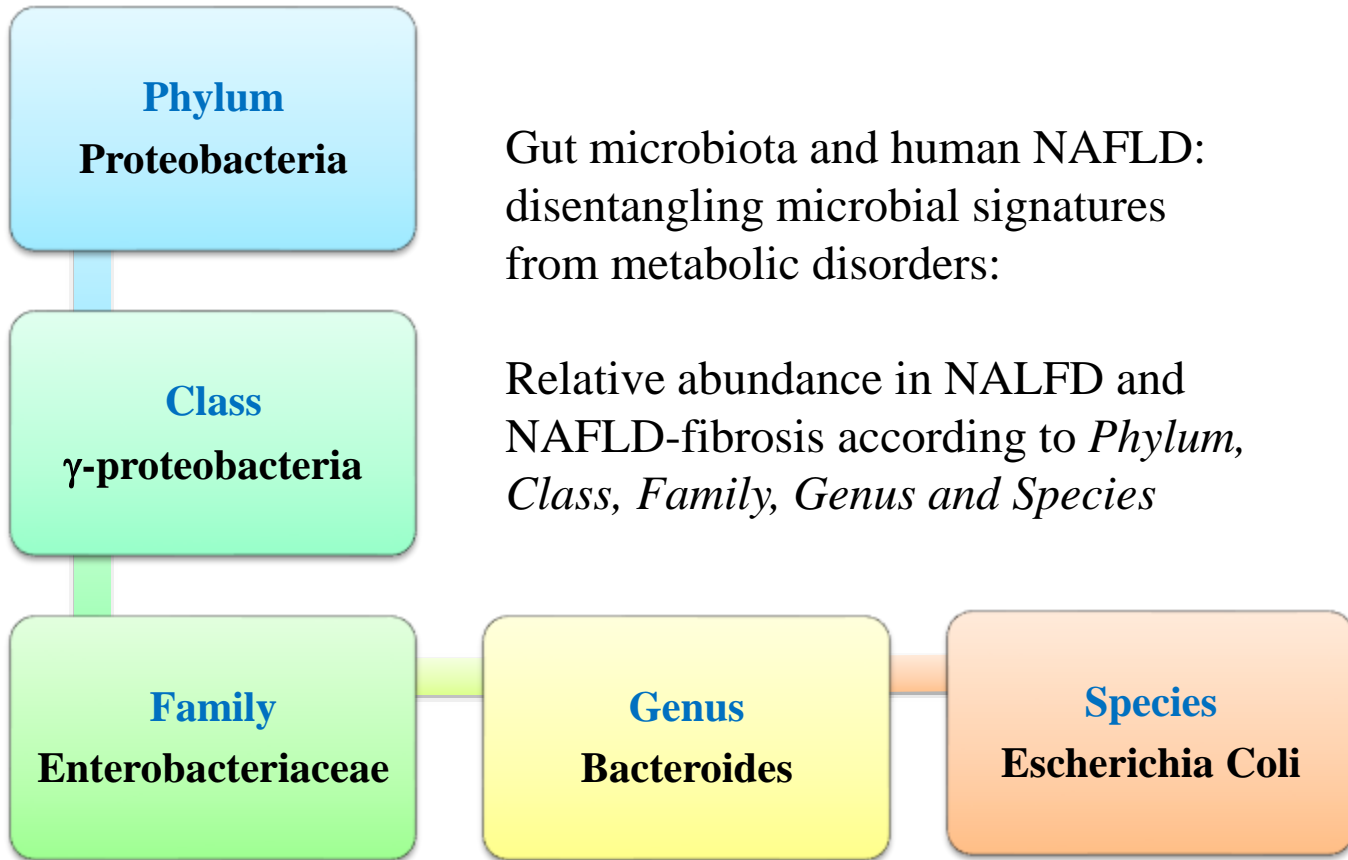 Phylum
Proteobacteria
Gut microbiota and human NAFLD:
disentangling microbial signatures
from metabolic disorders:
Class
γ-proteobacteria
Relative abundance in NALFD and
NAFLD-fibrosis according to Phylum,
Class, Family, Genus and Species
Family
Enterobacteriaceae
Genus
Bacteroides
Species
Escherichia Coli